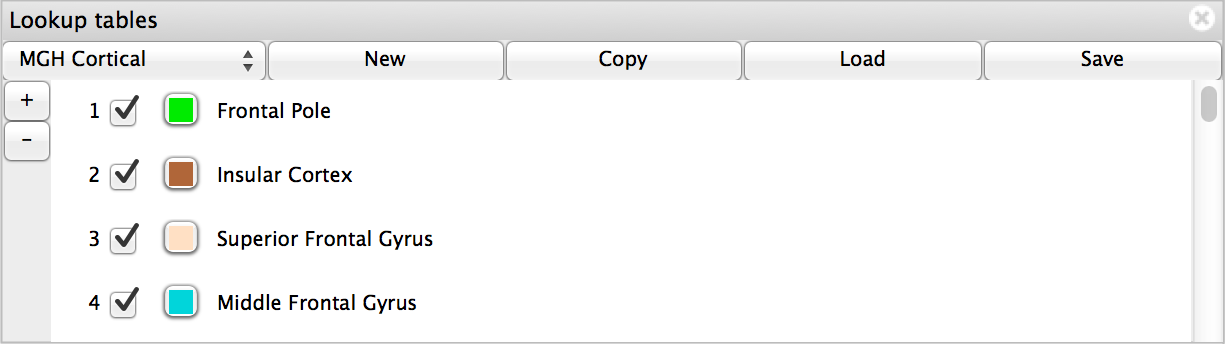 Lookup tables
MGH Cortical New Copy Load Save
+
1 Frontal Pole
-
2 Insular Cortex
3 Superior Frontal Gyrus
4 Middle Frontal Gyrus